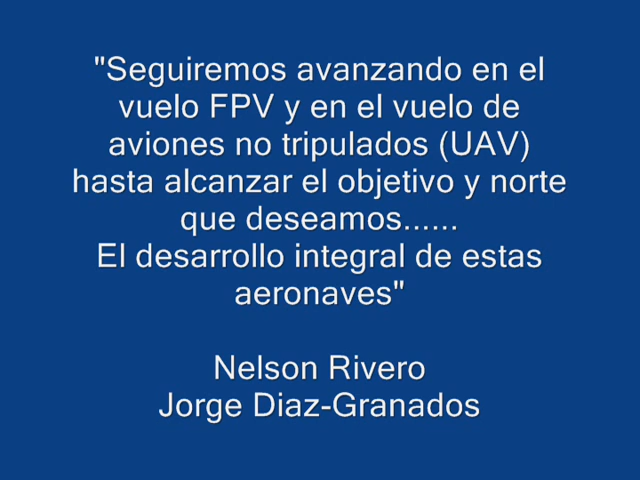 "Seguiremos avanzando en el
vuelo FPV y en el vuelo de
aviones no tripulados (UAV)
hasta alcanzar el objetivo y norte
que deseamos......
El desarrollo integral de estas
aeronaves"
Nelson Rivero
Jorge Diaz-Granados